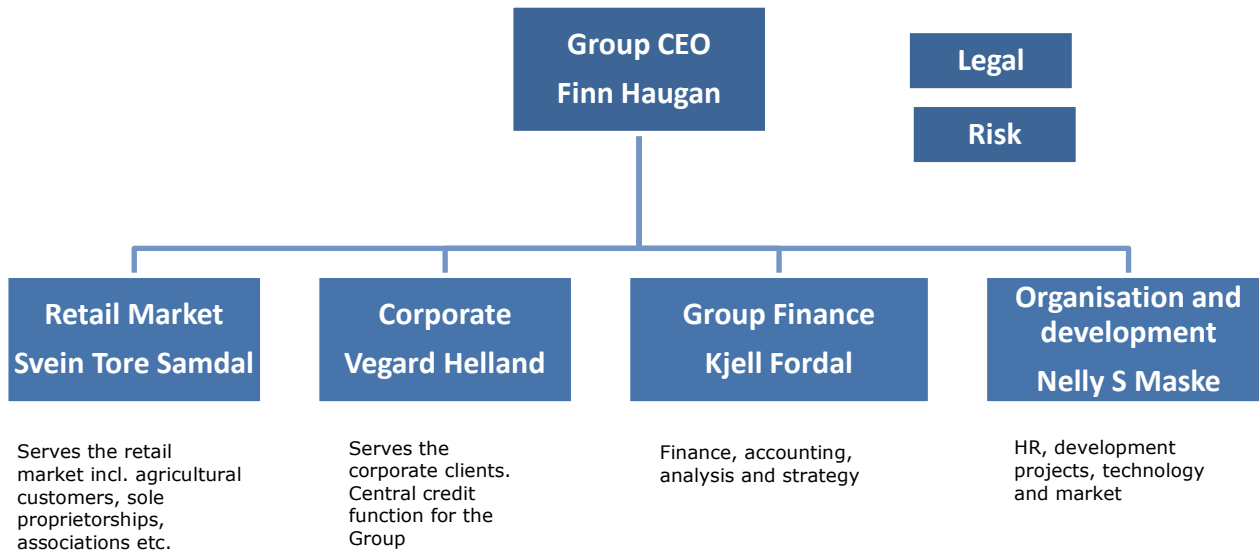 Group CEO
Finn Haugan
Legal
Risk
Retail Market
Svein Tore Samdal
Corporate
Vegard Helland
Group Finance
Kjell Fordal
Organisation and
development
Nelly S Maske
Serves the retail
market incl. agricultural
customers, sole
proprietorships,
associations etc.
Serves the
corporate clients.
Central credit
function for the
Group
Finance, accounting,
analysis and strategy
HR, development
projects, technology
and market